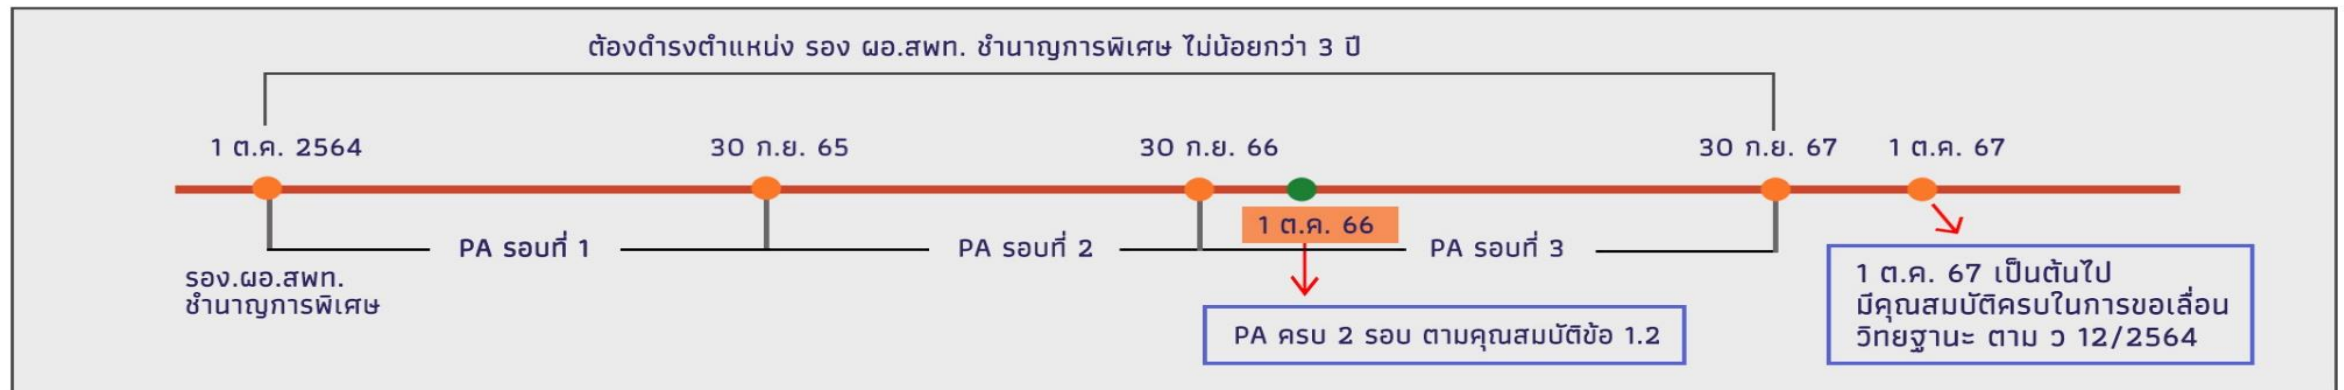 ต้องดำรงตำแหน่ง รอง ผอ.สพท. ชำนาญการพิเศษ ไม่น้อยกว่า 3 ปี
1 ต.ค. 2564
30 ก.ย. 65
30 ก.ย. 66
30 ก.ย. 67
1 ต.ค. 67
1 ต.ค. 66
PA รอบที่ 1
PA รอบที่ 2
PA รอบที่ 3
รอง.ผอ.สพท.
ชำนาญการพิเศษ
PA ครบ 2 รอบ ตามคุณสมบัติข้อ 1.2
1 ต.ค. 67 เป็นต้นไป
มีคุณสมบัติครบในการขอเลื่อน
วิทยฐานะ ตาม ว 12/2564